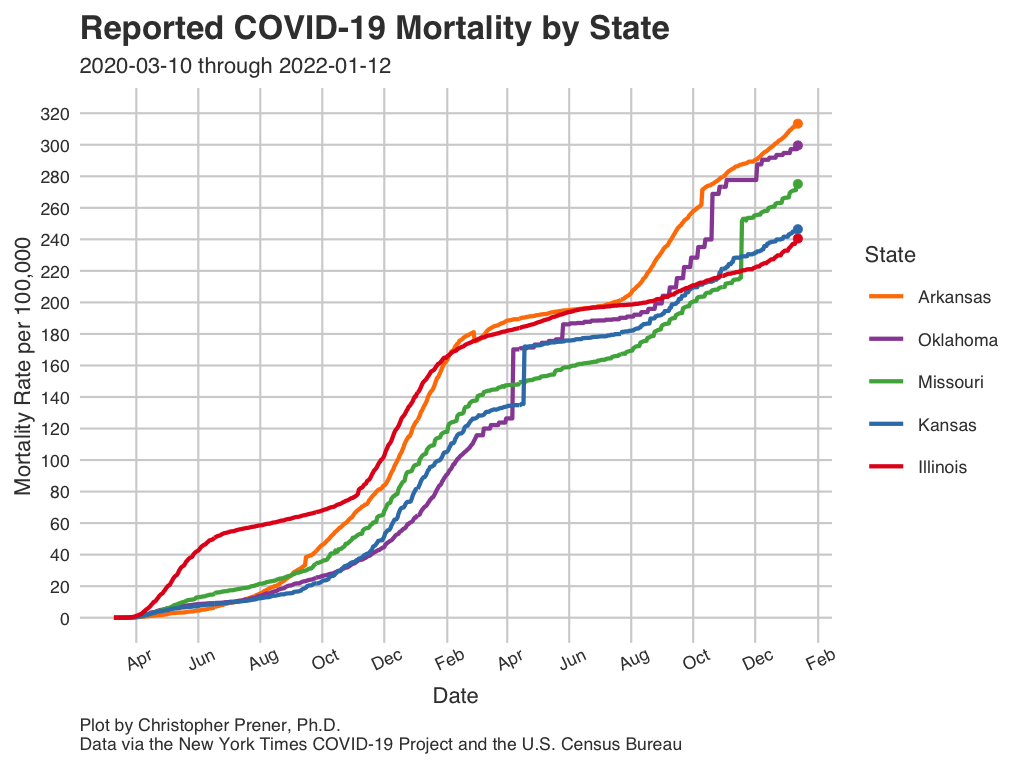 Reported COVID-19 Mortality by State
2020-03-10 through 2022-01-12
Mortality Rate per 100,000
320
300
280
260
240
220
200
180
160
140
120
100
80
60
40
20
0
Apr Jun Aug Oct Dec Feb Apr Jun Aug Oct Dec Feb
Date
State
Arkansas
Oklahoma
Missouri
Kansas
Illinois
Plot by Christopher Prener, Ph.D.
Data via the New York Times COVID-19 Project and the U.S. Census Bureau